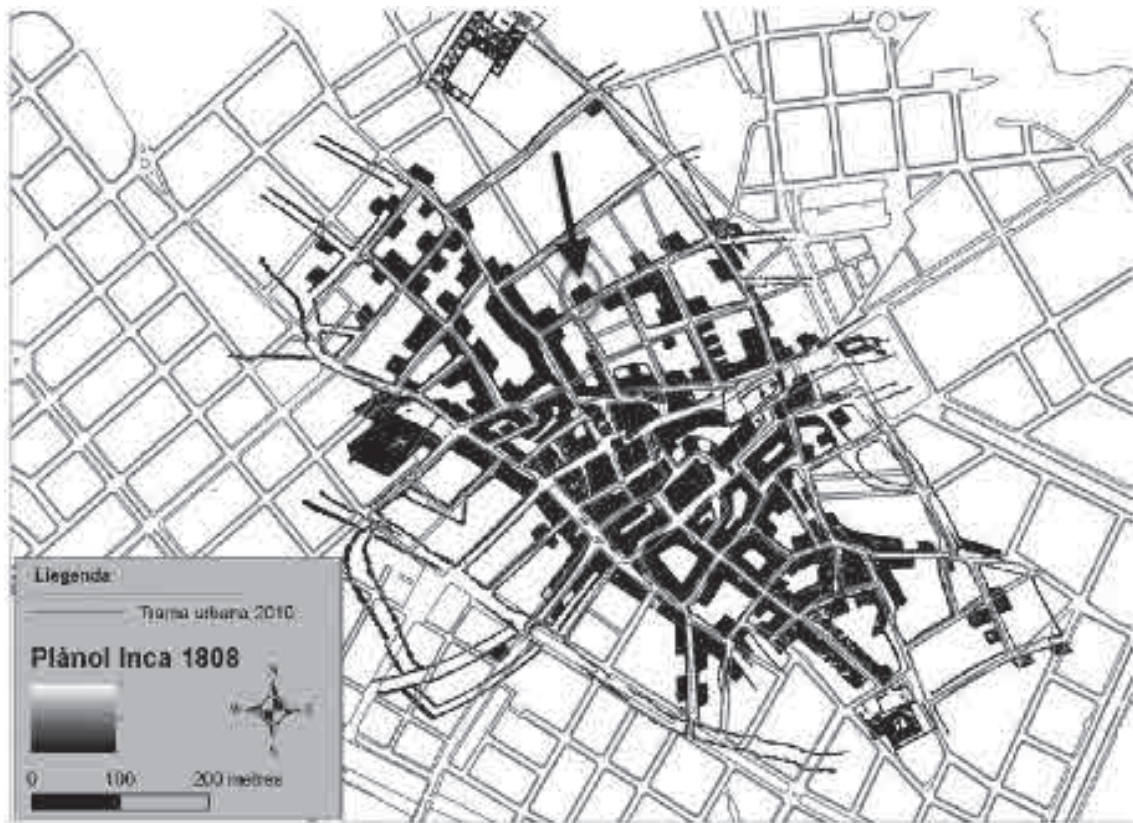 Llegenda
Trama urbana 2010
Plànol Inca 1808
N
W E
S
0 100 200 metres